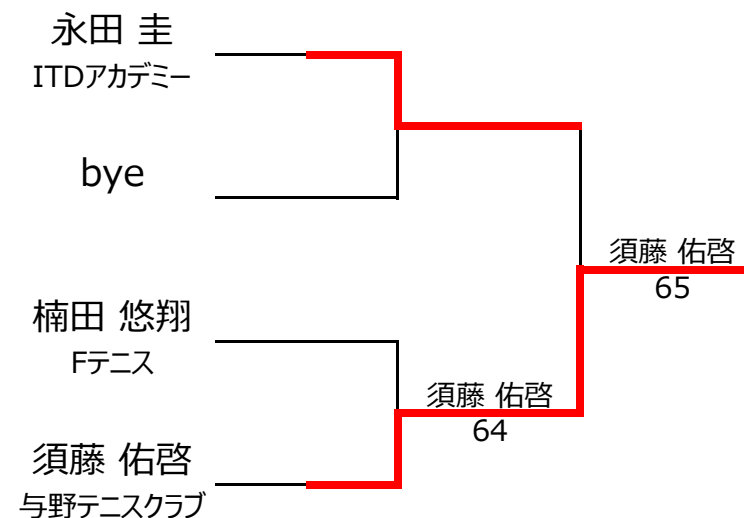 永田 圭
ITDアカデミー
bye
須藤 佑啓
65
楠田 悠翔
Fテニス
須藤 佑啓
64
須藤 佑啓
与野テニスクラブ